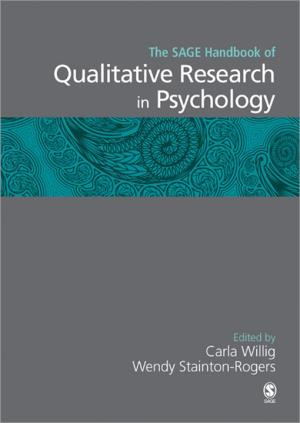 The SAGE Handbook of
Qualitative Research
in Psychology
Edited by
Carla Willig
Wendy Stainton-Rogers
SAGE